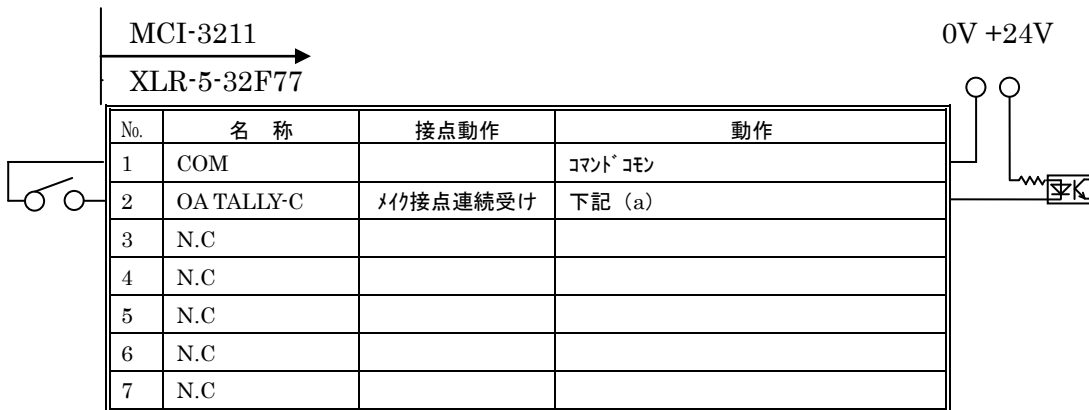 MCI-3211
0V +24V
XLR-5-32F77
No. 名 称 接点動作 動作
1 COM ｺﾏﾝﾄﾞ ｺﾓﾝ
2 OA TALLY-C ﾒｲｸ接点連続受け 下記（a）
3 N.C
4 N.C
5 N.C
6 N.C
7 N.C